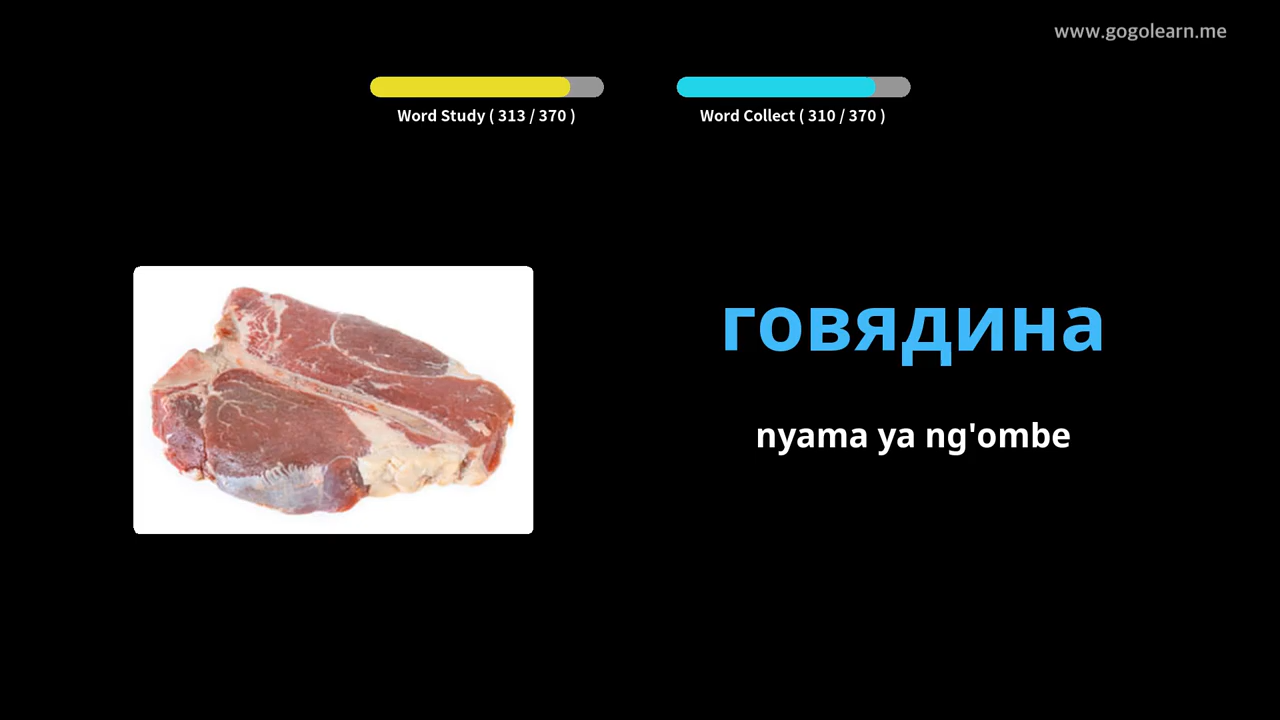 www.gogolearn.me
Word Study ( 313 / 370 )
Word Collect ( 310 / 370 )
говядина
nyama ya ng'ombe